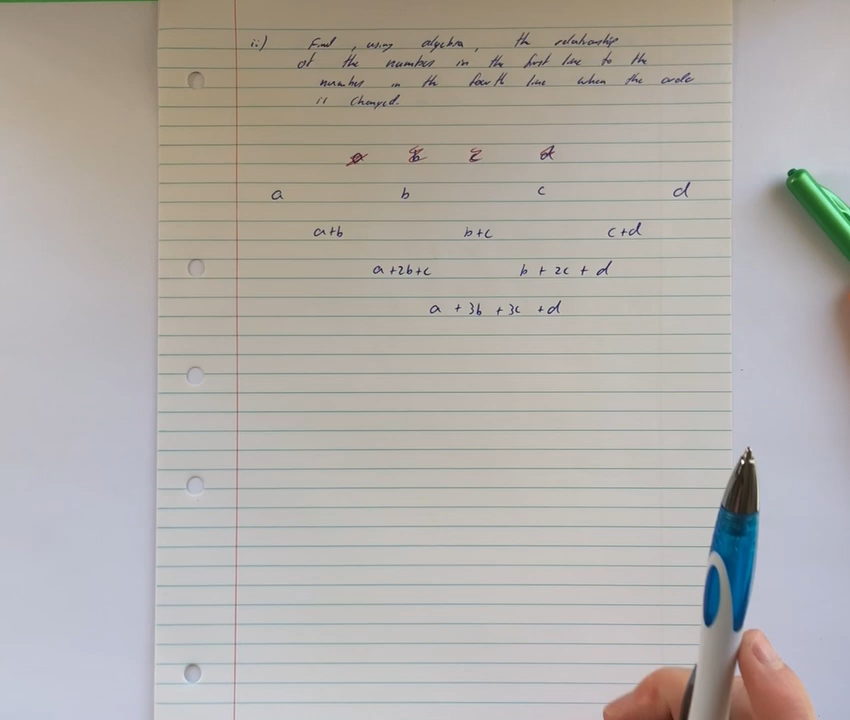 ii) Find, using algebra, the relationship
of the numbers in the first line to the
number in the fourth line when the order
is changed.
a b c d
a+b b+c c+d
a+2b+c b + 2c + d
a + 3b + 3c + d